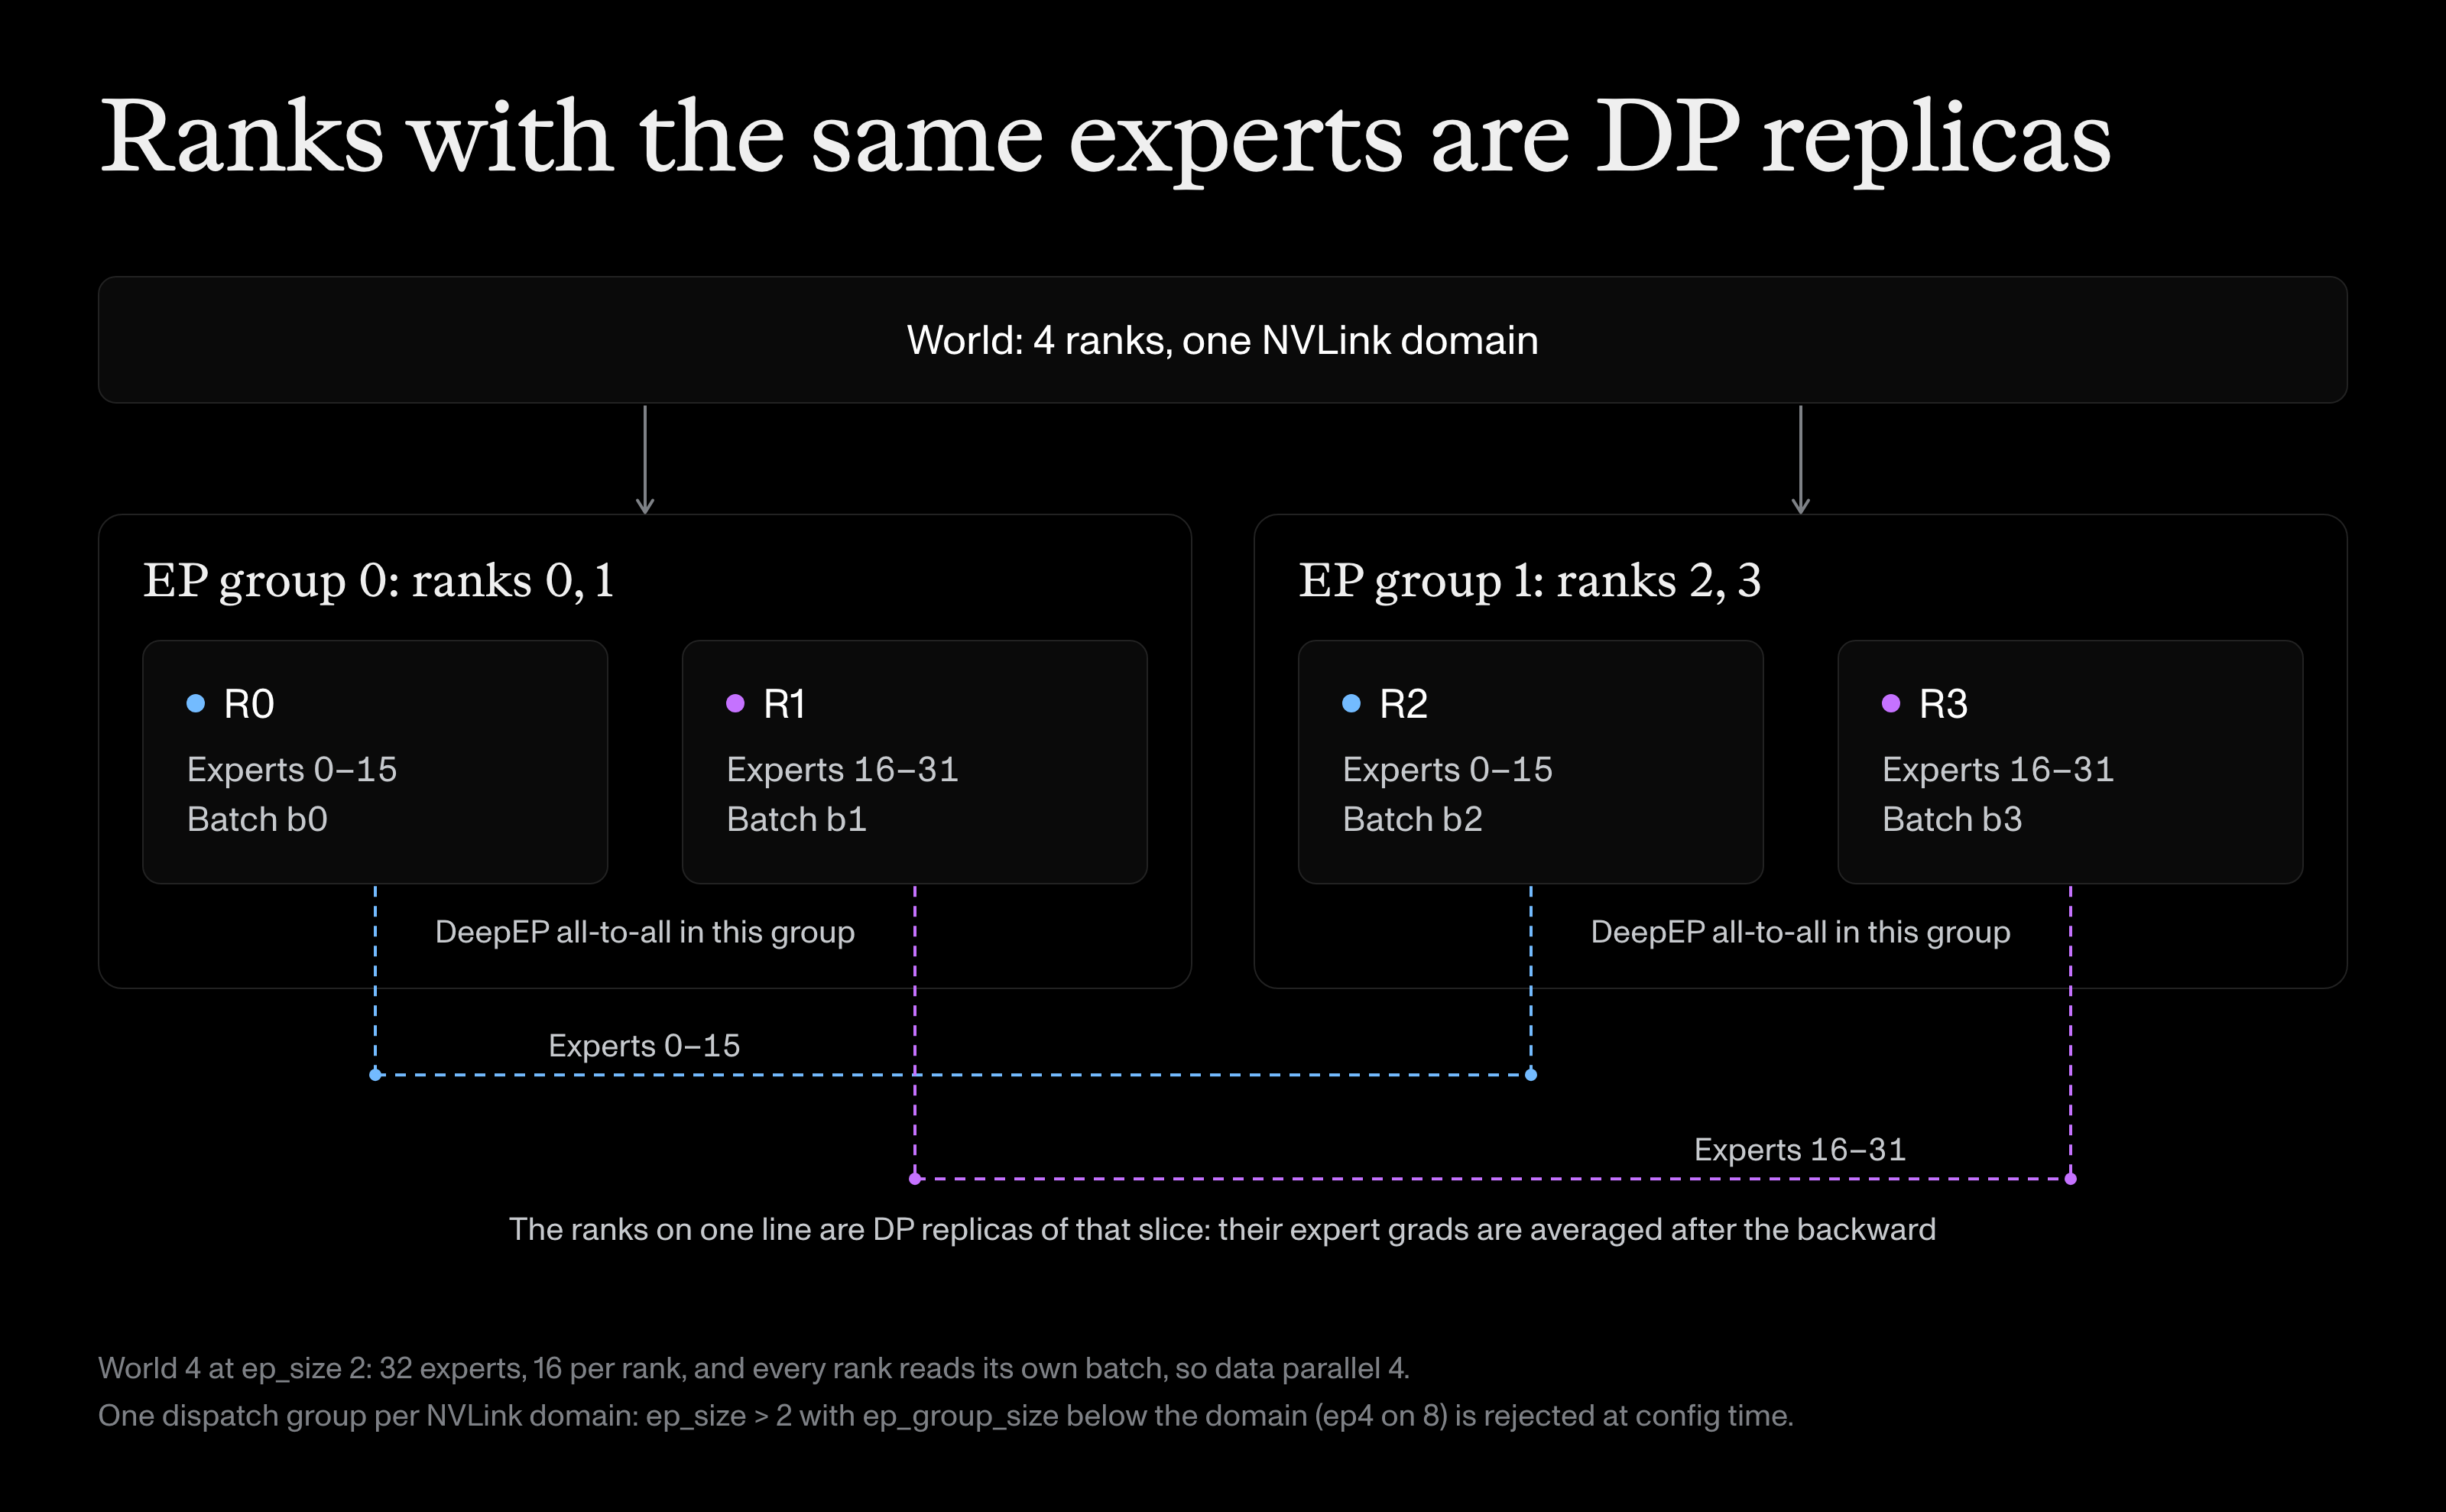 Ranks with the same experts are DP replicas
World: 4 ranks, one NVLink domain
EP group 0: ranks 0, 1
R0
Experts 0–15
Batch b0
R1
Experts 16–31
Batch b1
DeepEP all-to-all in this group
EP group 1: ranks 2, 3
R2
Experts 0–15
Batch b2
R3
Experts 16–31
Batch b3
DeepEP all-to-all in this group
Experts 0–15
Experts 16–31
The ranks on one line are DP replicas of that slice: their expert grads are averaged after the backward
World 4 at ep_size 2: 32 experts, 16 per rank, and every rank reads its own batch, so data parallel 4.
One dispatch group per NVLink domain: ep_size > 2 with ep_group_size below the domain (ep4 on 8) is rejected at config time.